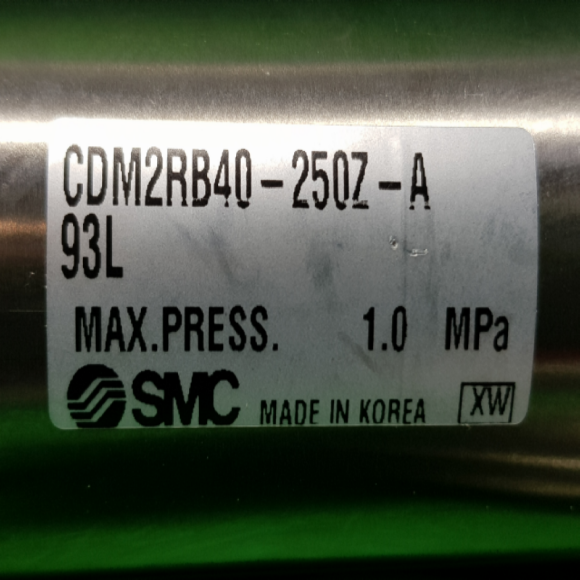 CDM2RB40-250Z-A
93L
MAX.PRESS. 1.0 MPa
SMC MADE IN KOREA XW